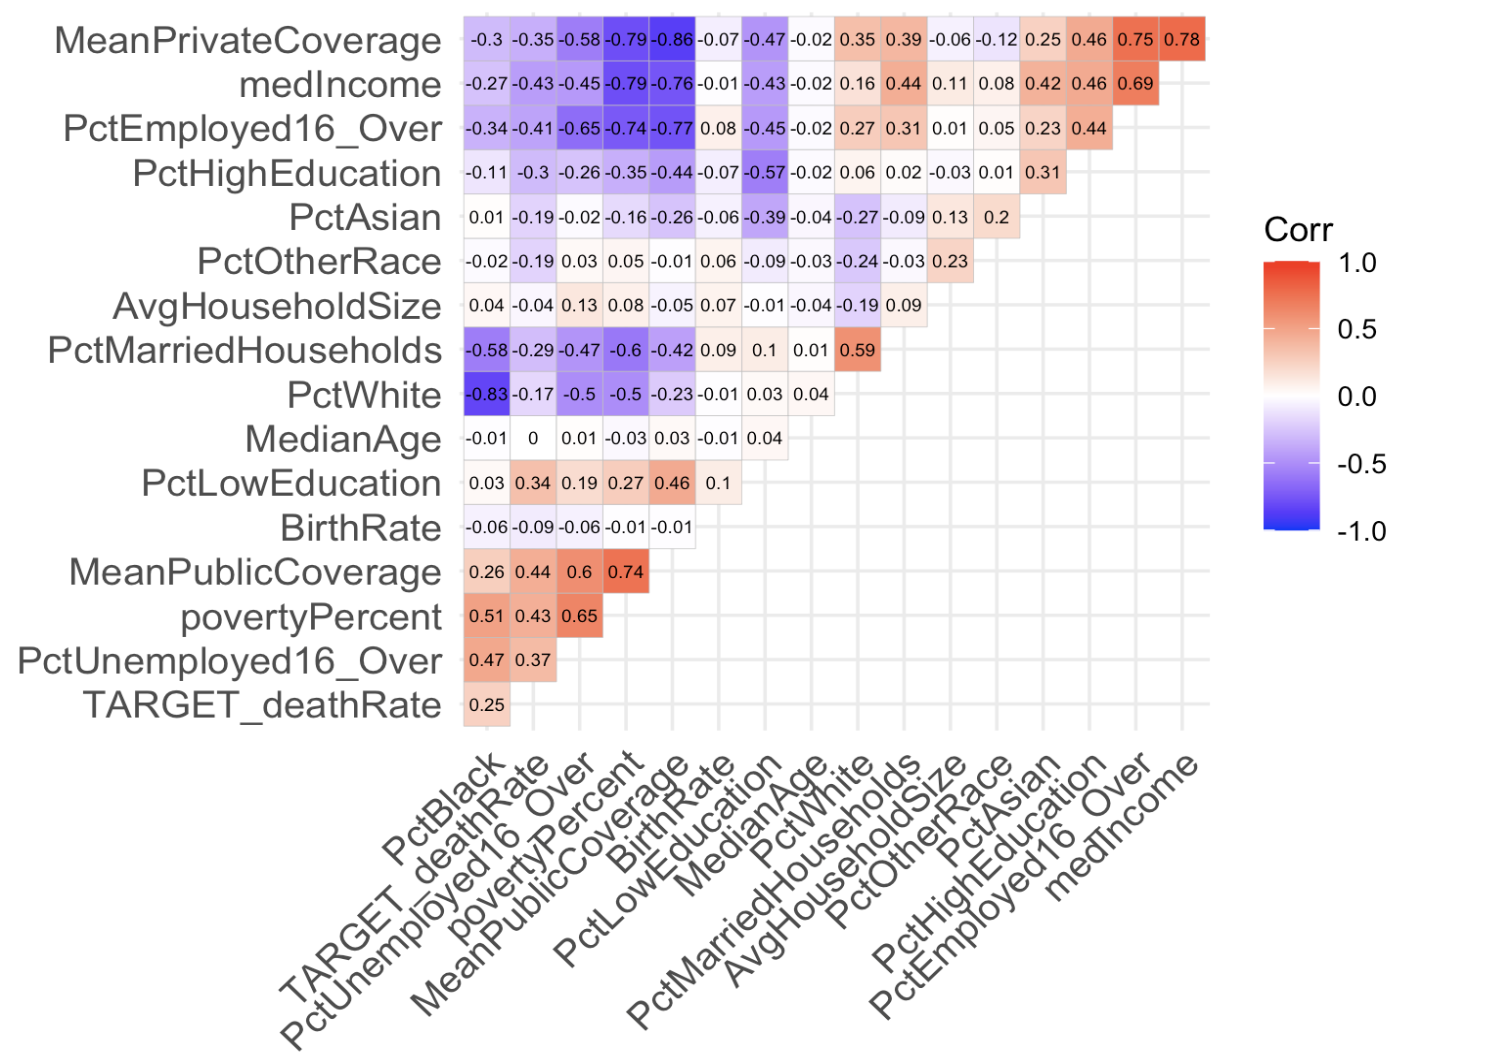 MeanPrivateCoverage -0.3 -0.35 -0.58 -0.79 -0.86 -0.07 -0.47 -0.02 0.35 0.39 -0.06 -0.12 0.25 0.46 0.75 0.78
medIncome -0.27 -0.43 -0.45 -0.79 -0.76 -0.01 -0.43 -0.02 0.16 0.44 0.11 0.08 0.42 0.46 0.69
PctEmployed16_Over -0.34 -0.41 -0.65 -0.74 -0.77 0.08 -0.45 -0.02 0.27 0.31 0.01 0.05 0.23 0.44
PctHighEducation -0.11 -0.3 -0.26 -0.35 -0.44 -0.07 -0.57 -0.02 0.06 0.02 -0.03 0.01 0.31
PctAsian 0.01 -0.19 -0.02 -0.16 -0.26 -0.06 -0.39 -0.04 -0.27 -0.09 0.13 0.2
PctOtherRace -0.02 -0.19 0.03 0.05 -0.01 0.06 -0.09 -0.03 -0.24 -0.03 0.23
AvgHouseholdSize 0.04 -0.04 0.13 0.08 -0.05 0.07 -0.01 -0.04 -0.19 0.09
PctMarriedHouseholds -0.58 -0.29 -0.47 -0.6 -0.42 0.09 0.1 0.01 0.59
PctWhite -0.83 -0.17 -0.5 -0.5 -0.23 -0.01 0.03 0.04
MedianAge -0.01 0 0.01 -0.03 0.03 -0.01 0.04
PctLowEducation 0.03 0.34 0.19 0.27 0.46 0.1
BirthRate -0.06 -0.09 -0.06 -0.01 -0.01
MeanPublicCoverage 0.26 0.44 0.6 0.74
povertyPercent 0.51 0.43 0.65
PctUnemployed16_Over 0.47 0.37
TARGET_deathRate 0.25
PctBlack
TARGET_deathRate
PctUnemployed16_Over
povertyPercent
MeanPublicCoverage
BirthRate
PctLowEducation
MedianAge
PctWhite
PctMarriedHouseholds
AvgHouseholdSize
PctOtherRace
PctAsian
PctHighEducation
PctEmployed16_Over
medIncome
Corr
1.0
0.5
0.0
-0.5
-1.0